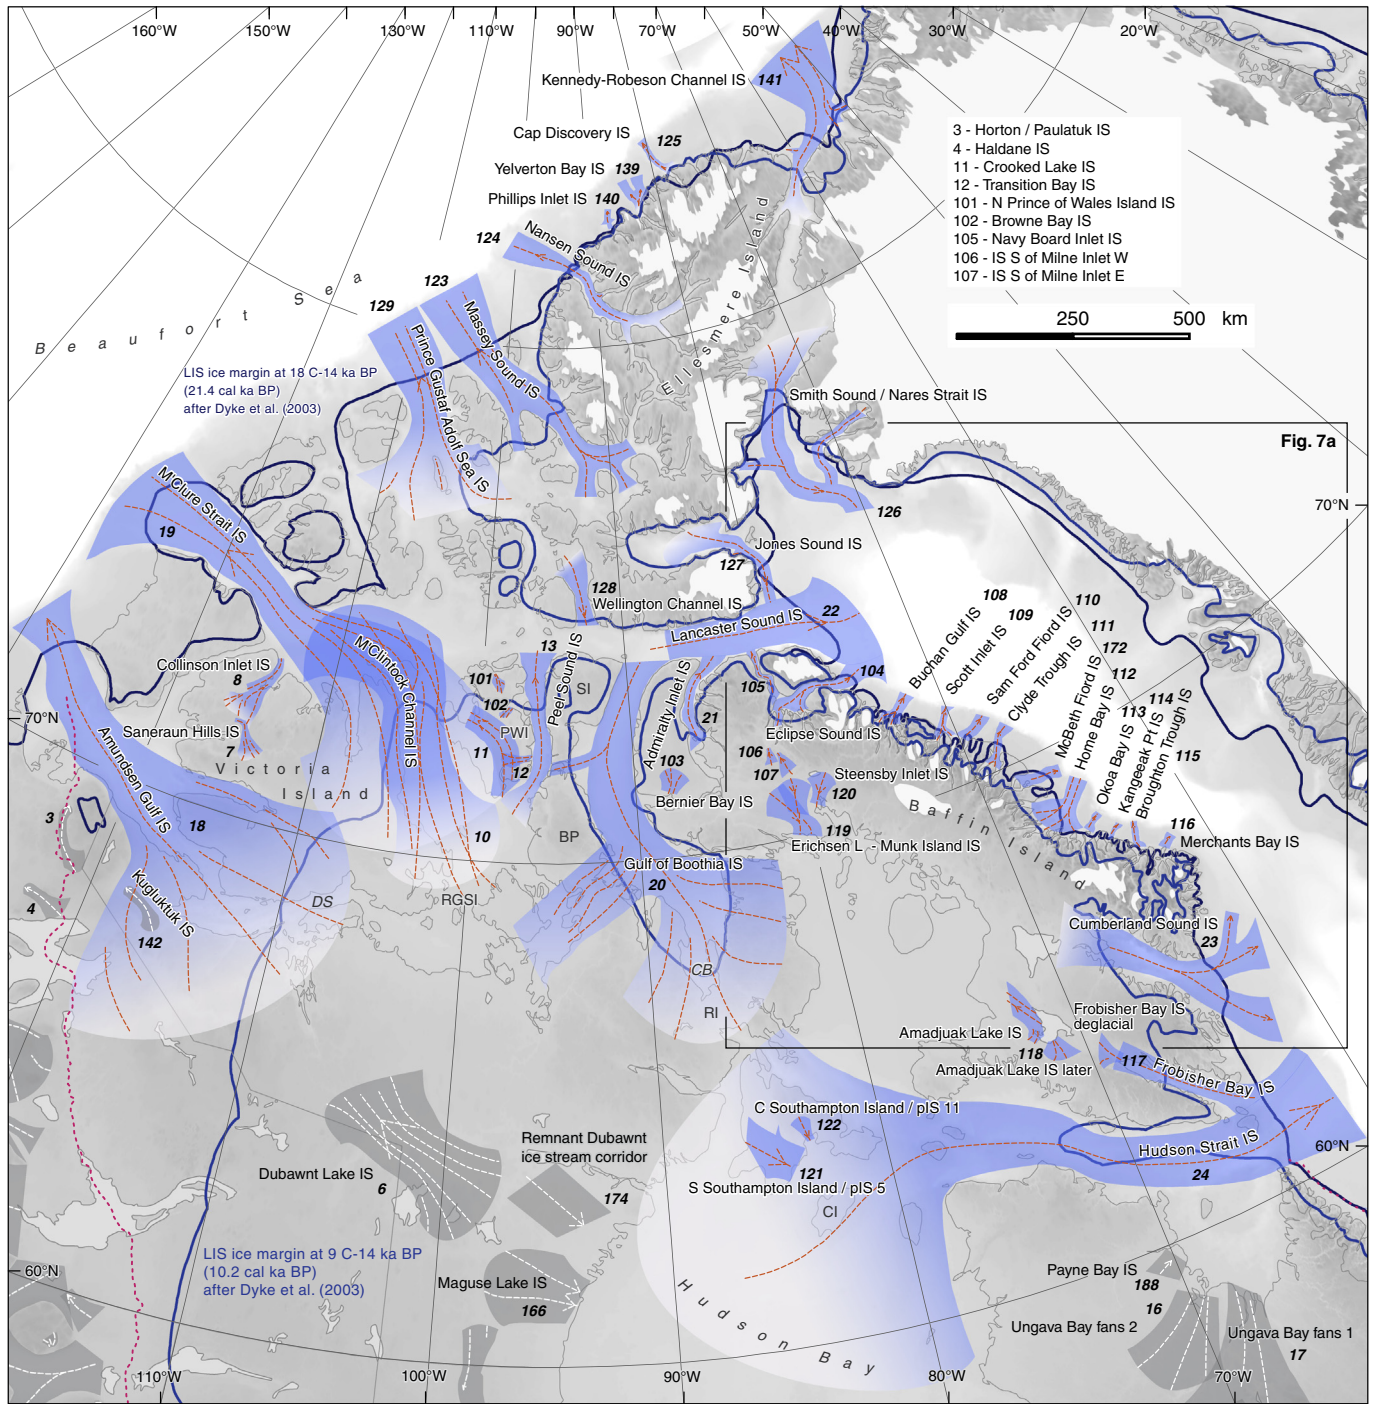 160°W
150°W
140°W
130°W
120°W
110°W
100°W
90°W
80°W
70°W
60°W
50°W
40°W
30°W
20°W
Kennedy-Robeson Channel IS 141
Cap Discovery IS 125
Yelverton Bay IS 139
Phillips Inlet IS 140
124 Nansen Sound IS
3 - Horton / Paulatuk IS
4 - Haldane IS
11 - Crooked Lake IS
12 - Transition Bay IS
101 - N Prince of Wales Island IS
102 - Browne Bay IS
105 - Navy Board Inlet IS
106 - IS S of Milne Inlet W
107 - IS S of Milne Inlet E
250 500 km
Ellesmere Island
Beaufort Sea
123 Massey Sound IS
129 Prince Gustaf Adolf Sea IS
LIS ice margin at 18 C-14 ka BP
(21.4 cal ka BP)
after Dyke et al. (2003)
Smith Sound / Nares Strait IS
126
Fig. 7a
70°N
M'Clure Strait IS
19
Jones Sound IS
127
128
Wellington Channel IS
Lancaster Sound IS 22
Buchan Gulf IS 108
Scott Inlet IS 109
Sam Ford Fiord IS 110
Clyde Trough IS 111
McBeth Fiord IS 172
Home Bay IS 112
Okoa Bay IS 113
Kangeeak Pt IS 114
Broughton Trough IS 115
116
Merchants Bay IS
Collinson Inlet IS
8
Saneraun Hills IS
7
Victoria
Island
M'Clintock Channel IS
10
101
102
13
Peel Sound IS
SI
PWI
11
12
BP
Admiralty Inlet IS
21
103
Bernier Bay IS
104
105
Eclipse Sound IS
106
107
Steensby Inlet IS
120
119
Erichsen L - Munk Island IS
Baffin Island
70°N
Amundsen Gulf IS
18
3
4
Kugluktuk IS
142
DS
RGSI
Gulf of Boothia IS
20
CB
RI
Cumberland Sound IS
23
Frobisher Bay IS
deglacial
Amadjuak Lake IS
118
Amadjuak Lake IS later
117
Frobisher Bay IS
C Southampton Island / pIS 11
122
121
S Southampton Island / pIS 5
CI
Hudson Strait IS
24
60°N
Remnant Dubawnt
ice stream corridor
174
Dubawnt Lake IS
6
LIS ice margin at 9 C-14 ka BP
(10.2 cal ka BP)
after Dyke et al. (2003)
Maguse Lake IS
166
Hudson Bay
Payne Bay IS
188
16
Ungava Bay fans 2
Ungava Bay fans 1
17
60°N
110°W
100°W
90°W
80°W
70°W